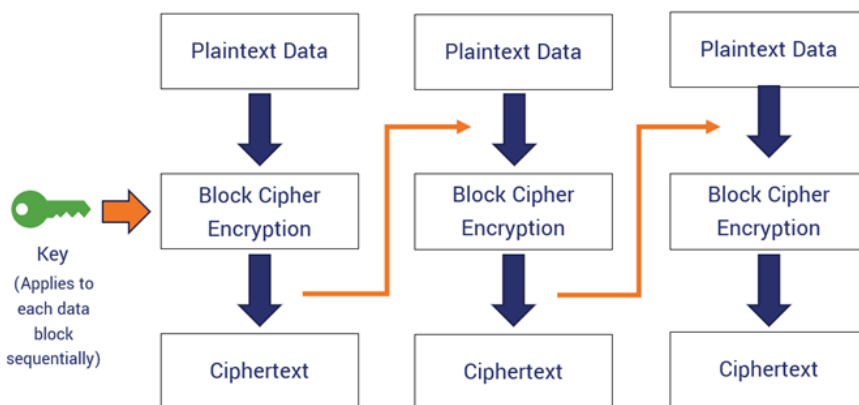 Plaintext Data
Plaintext Data
Plaintext Data
Block Cipher
Encryption
Block Cipher
Encryption
Block Cipher
Encryption
Key
(Applies to
each data
block
sequentially)
Ciphertext
Ciphertext
Ciphertext